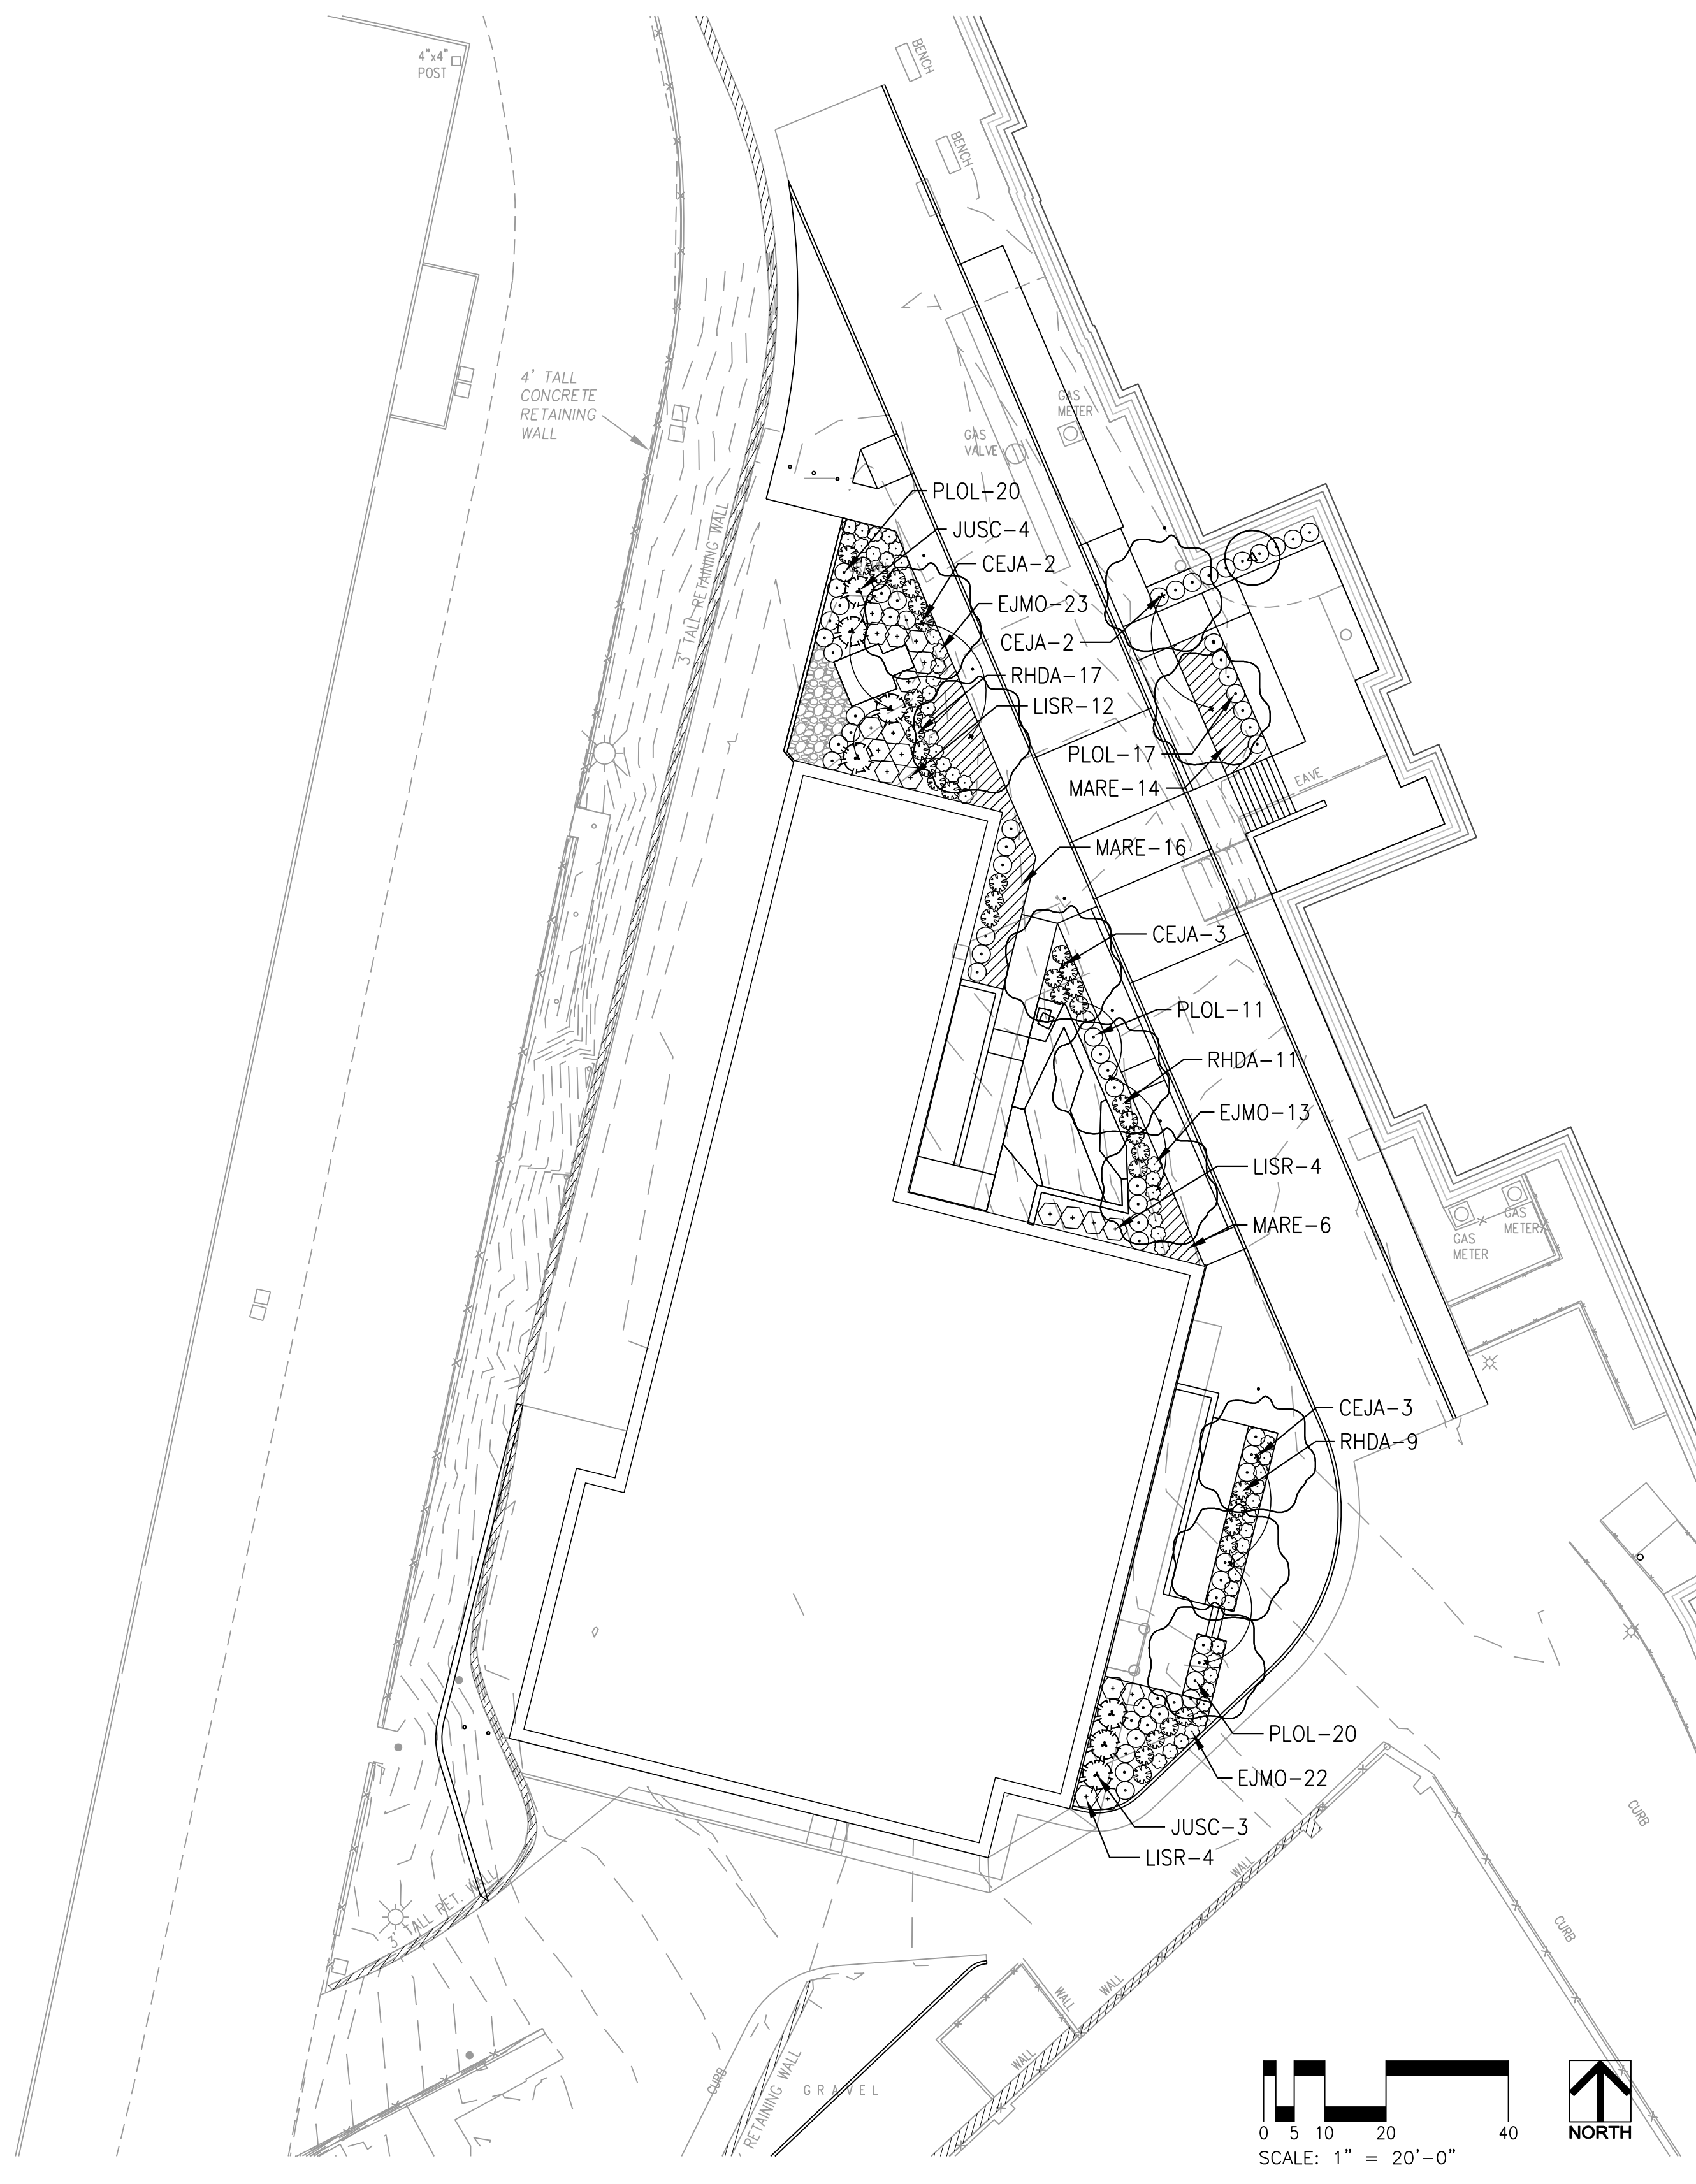 4"x4"
POST
BENCH
BENCH
4' TALL
CONCRETE
RETAINING
WALL
GAS
METER
GAS
VALVE
PLOL-20
JUSC-4
CEJA-2
EJMO-23
CEJA-2
RHDA-17
LISR-12
3' TALL RETAINING WALL
PLOL-17
MARE-14
EAVE
MARE-16
CEJA-3
PLOL-11
RHDA-11
EJMO-13
LISR-4
MARE-6
GAS
METER
GAS
METER
CEJA-3
RHDA-9
PLOL-20
EJMO-22
JUSC-3
LISR-4
CURB
WALL
3' TALL RET. WALL
CURB
WALL
WALL
WALL
CURB
RETAINING WALL
GRAVEL
0 5 10 20 40
SCALE: 1" = 20'-0"
NORTH